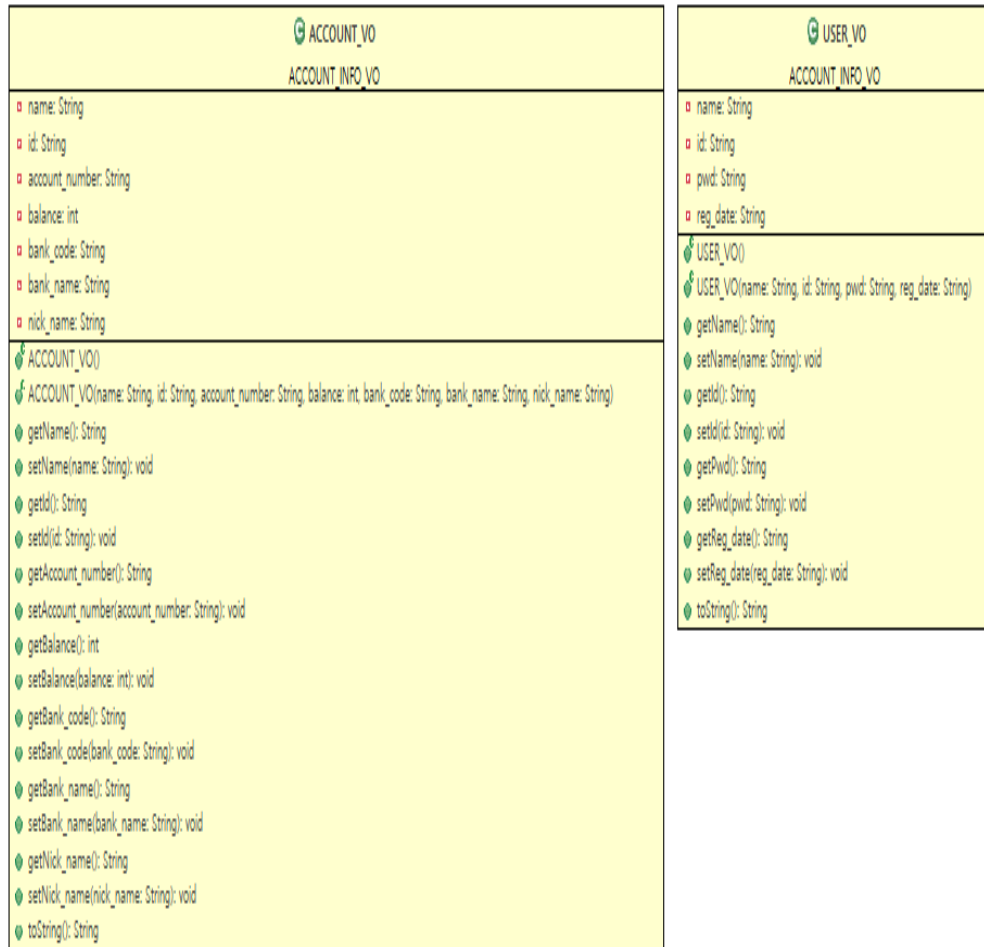 ACCOUNT_VO
ACCOUNT_INFO_VO
name: String
id: String
account_number: String
balance: int
bank_code: String
bank_name: String
nick_name: String
ACCOUNT_VO()
ACCOUNT_VO(name: String, id: String, account_number: String, balance: int, bank_code: String, bank_name: String, nick_name: String)
getName(): String
setName(name: String): void
getId(): String
setId(id: String): void
getAccount_number(): String
setAccount_number(account_number: String): void
getBalance(): int
setBalance(balance: int): void
getBank_code(): String
setBank_code(bank_code: String): void
getBank_name(): String
setBank_name(bank_name: String): void
getNick_name(): String
setNick_name(nick_name: String): void
toString(): String
USER_VO
ACCOUNT_INFO_VO
name: String
id: String
pwd: String
reg_date: String
USER_VO()
USER_VO(name: String, id: String, pwd: String, reg_date: String)
getName(): String
setName(name: String): void
getId(): String
setId(id: String): void
getPwd(): String
setPwd(pwd: String): void
getReg_date(): String
setReg_date(reg_date: String): void
toString(): String